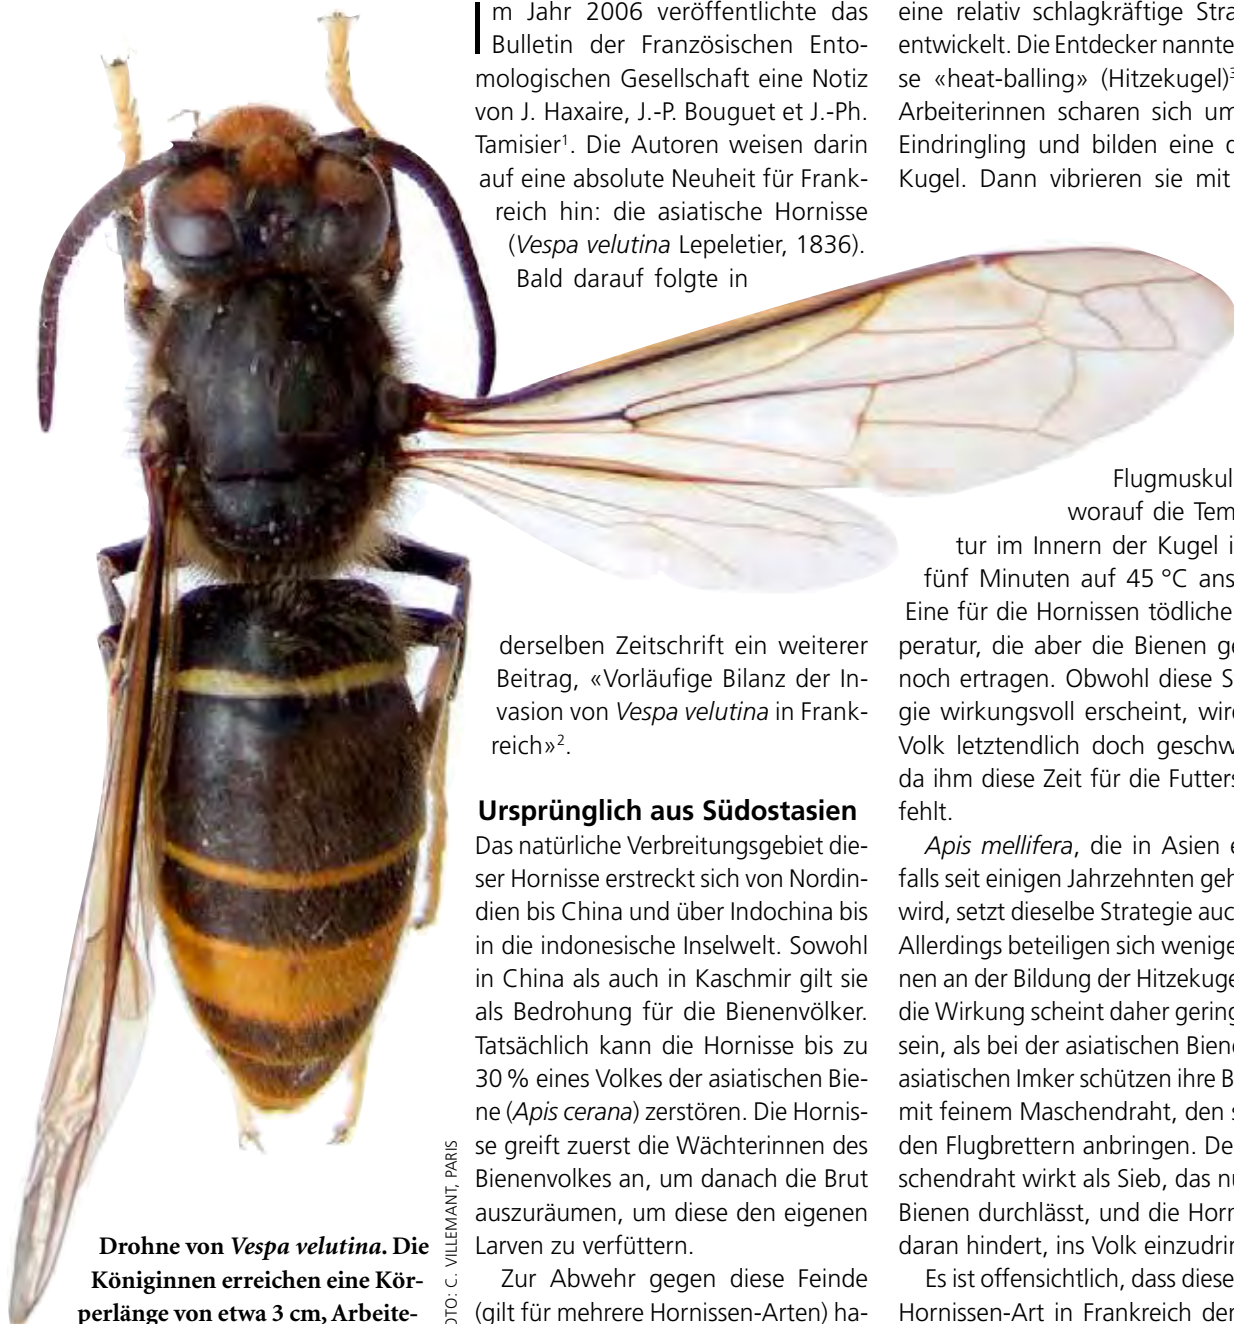 Im Jahr 2006 veröffentlichte das
Bulletin der Französischen Ento-
mologischen Gesellschaft eine Notiz
von J. Haxaire, J.-P. Bouguet et J.-Ph.
Tamisier¹. Die Autoren weisen darin
auf eine absolute Neuheit für Frank-
reich hin: die asiatische Hornisse
(Vespa velutina Lepeletier, 1836).
Bald darauf folgte in
derselben Zeitschrift ein weiterer
Beitrag, «Vorläufige Bilanz der In-
vasion von Vespa velutina in Frank-
reich»².
Ursprünglich aus Südostasien
Das natürliche Verbreitungsgebiet die-
ser Hornisse erstreckt sich von Nordin-
dien bis China und über Indochina bis
in die indonesische Inselwelt. Sowohl
in China als auch in Kaschmir gilt sie
als Bedrohung für die Bienenvölker.
Tatsächlich kann die Hornisse bis zu
30 % eines Volkes der asiatischen Bie-
ne (Apis cerana) zerstören. Die Hornis-
se greift zuerst die Wächterinnen des
Bienenvolkes an, um danach die Brut
auszuräumen, um diese den eigenen
Larven zu verfüttern.
Zur Abwehr gegen diese Feinde
(gilt für mehrere Hornissen-Arten) ha-
eine relativ schlagkräftige
entwickelt. Die Entdecker
se «heat-balling» (Hitzekugel)³
Arbeiterinnen scharen sich um
Eindringling und bilden eine
Kugel. Dann vibrieren sie mit
worauf die
tur im Innern der Kugel
fünf Minuten auf 45 °C
Eine für die Hornissen tödliche
peratur, die aber die Bienen
noch ertragen. Obwohl diese
gie wirkungsvoll erscheint,
Volk letztendlich doch
da ihm diese Zeit für die
fehlt.
Apis mellifera, die in Asien
falls seit einigen Jahrzehnten
wird, setzt dieselbe Strategie
Allerdings beteiligen sich
nen an der Bildung der
die Wirkung scheint daher
sein, als bei der asiatischen
asiatischen Imker schützen ihre
mit feinem Maschendraht, den
den Flugbrettern anbringen.
schendraht wirkt als Sieb, das
Bienen durchlässt, und die
daran hindert, ins Volk
Es ist offensichtlich, dass
Hornissen-Art in Frankreich
Drohne von Vespa velutina. Die
Königinnen erreichen eine Kör-
perlänge von etwa 3 cm, Arbeite-
C. VILLEMANT, PARIS